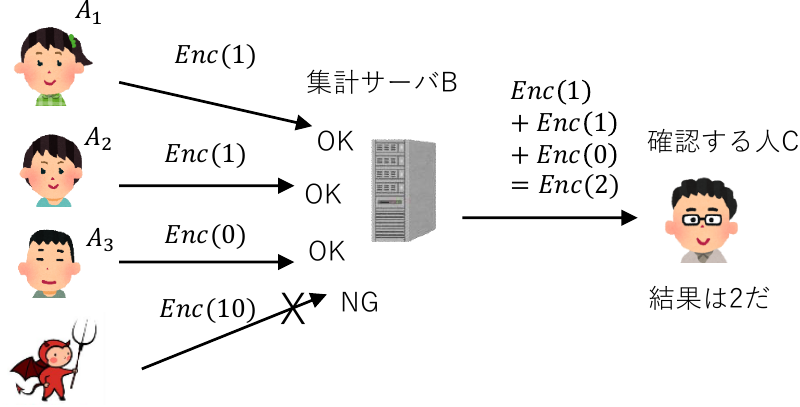 A₁
Enc(1)
集計サーバB
OK
A₂
Enc(1)
OK
A₃
Enc(0)
OK
Enc(10)
X
NG
Enc(1)
+ Enc(1)
+ Enc(0)
= Enc(2)
確認する人C
結果は2だ